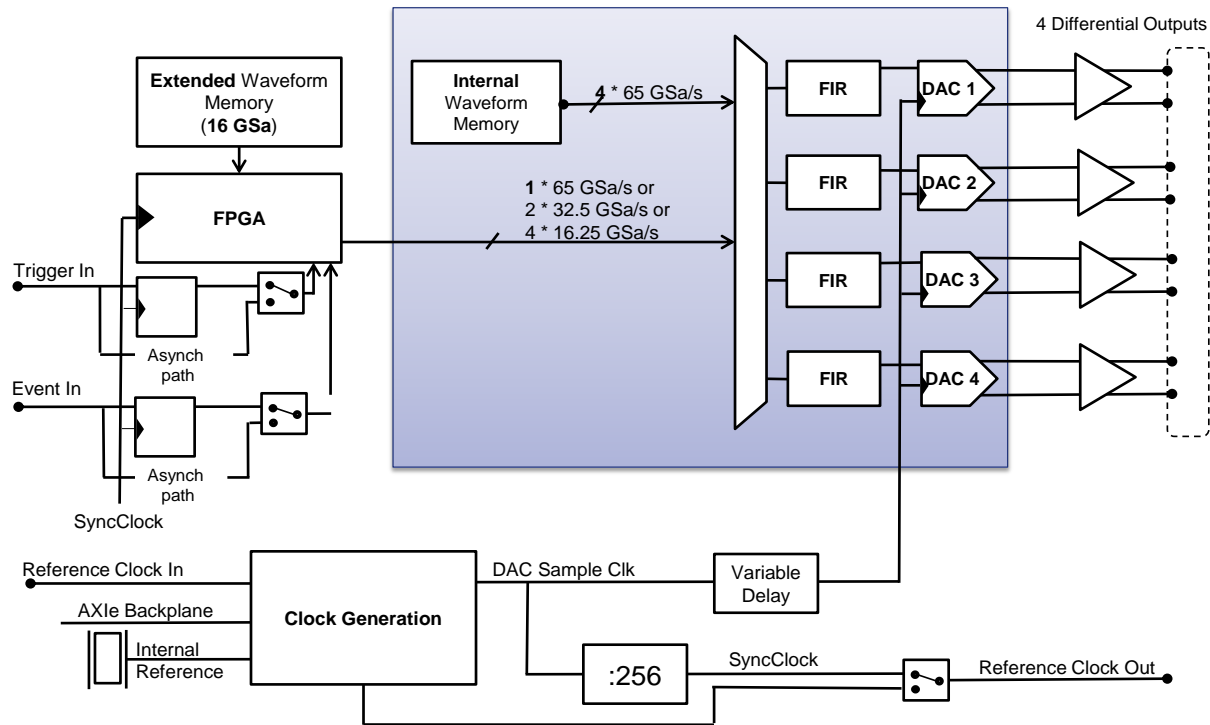 4 Differential Outputs
Extended Waveform
Memory
(16 GSa)
Internal
Waveform
Memory
4 * 65 GSa/s
FIR
DAC 1
FPGA
1 * 65 GSa/s or
2 * 32.5 GSa/s or
4 * 16.25 GSa/s
FIR
DAC 2
Trigger In
Asynch
path
FIR
DAC 3
Event In
Asynch
path
FIR
DAC 4
SyncClock
Reference Clock In
AXIe Backplane
Internal
Reference
Clock Generation
DAC Sample Clk
Variable
Delay
:256
SyncClock
Reference Clock Out